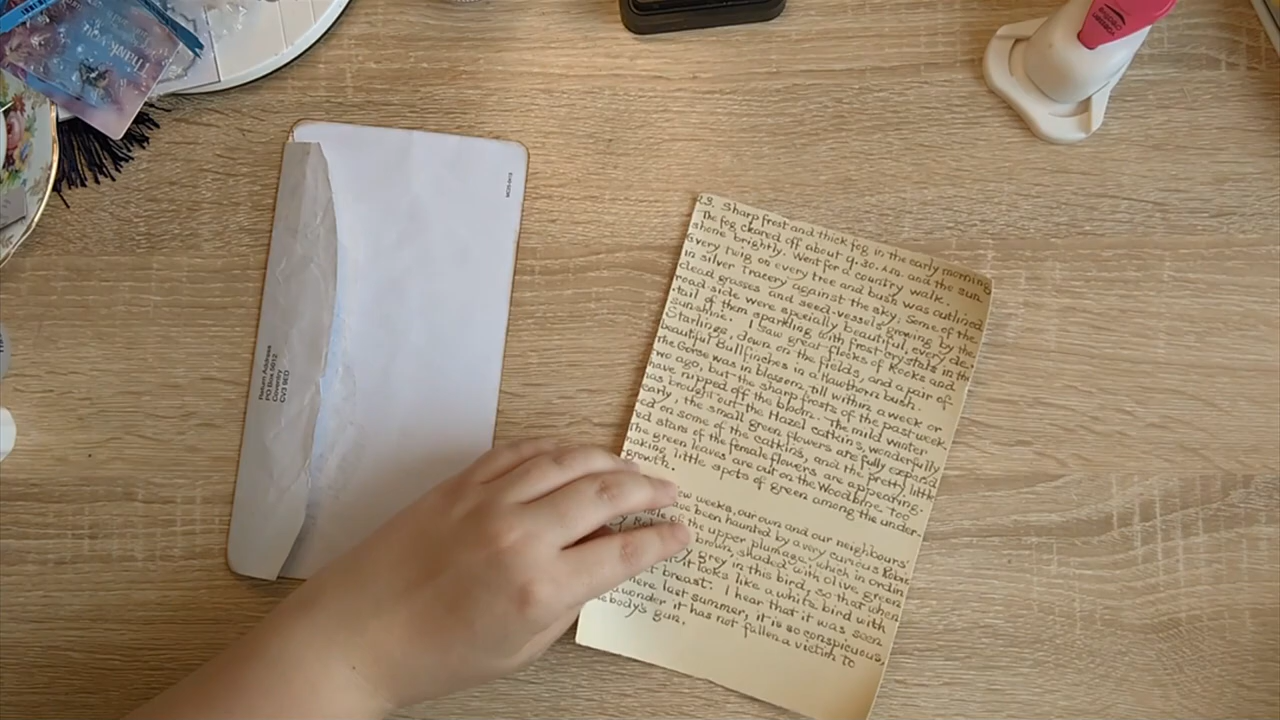 Thank you
Return Address
PO Box 5012
Coventry
CV3 9ED
23. Sharp frost and thick fog in the early morning
The fog cleared off about 9.30. A.M. and the sun
shone brightly. Went for a country walk.
Every twig on every tree and bush was outlined
in silver Tracery against the sky; Some of the
dead grasses and seed-vessels growing by the
road-side were specially beautiful, every de-
-tail of them sparkling with frost crystals in the
sunshine. I saw great flocks of Rooks and
Starlings, down on the fields, and a pair of
beautiful Bullfinches in a Hawthorn bush.
The Gorse was in blossom till within a week or
two ago, but the sharp frosts of the past week
have nipped off the bloom. The mild winter
has brought out the Hazel catkins, wonderfully
early, the small green flowers are fully expand-
ed on some of the catkins, and the pretty little
red stars of the female flowers are appearing.
The green leaves are out on the Woodbine too
making little spots of green among the under-
growth.
ew weeks, our own and our neighbours'
have been haunted by a very curious Robin
hole of the upper plumage, which in ordin
brown, shaded with olive green
grey in this bird, so that when
it looks like a white bird with
breast. I hear that it was seen
here last summer; it is so conspicuous,
wonder it has not fallen a victim to
ebody's gun.